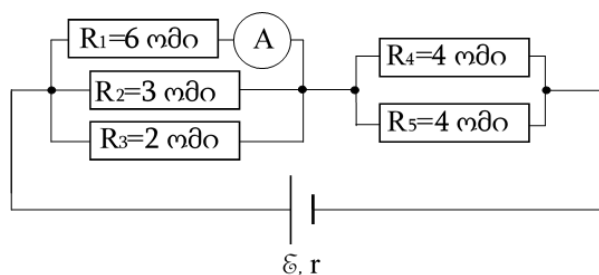 R₁=6 ომი
A
R₂=3 ომი
R₃=2 ომი
R₄=4 ომი
R₅=4 ომი
ℰ, r